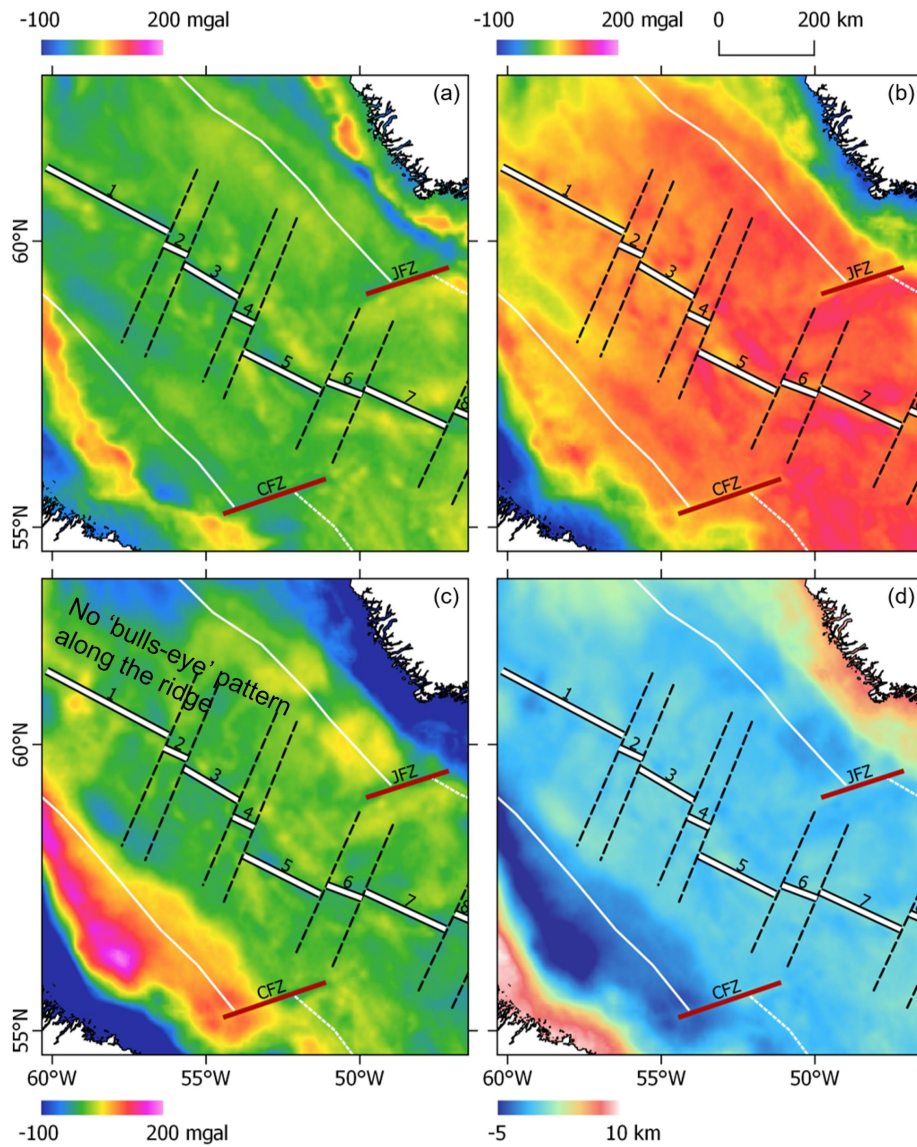 -100 200 mgal
-100 200 mgal
0 200 km
(a)
1
2
3
4
5
6
7
8
JFZ
CFZ
60°N
55°N
(b)
1
2
3
4
5
6
7
JFZ
CFZ
(c)
No ‘bulls-eye’ pattern
along the ridge
1
2
3
4
5
6
7
8
JFZ
CFZ
60°N
55°N
60°W 55°W 50°W
(d)
1
2
3
4
5
6
7
8
JFZ
CFZ
60°W 55°W 50°W
-100 200 mgal
-5 10 km